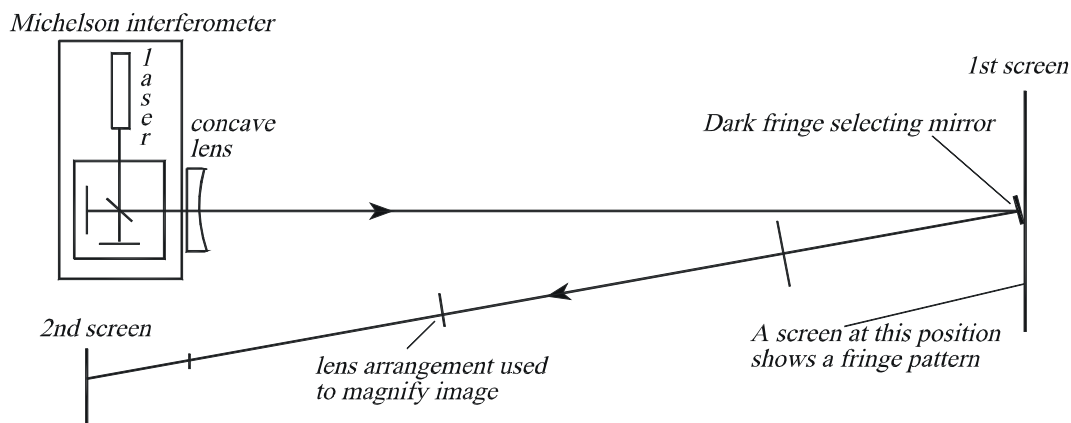 Michelson interferometer
laser
concave
lens
1st screen
Dark fringe selecting mirror
2nd screen
lens arrangement used
to magnify image
A screen at this position
shows a fringe pattern